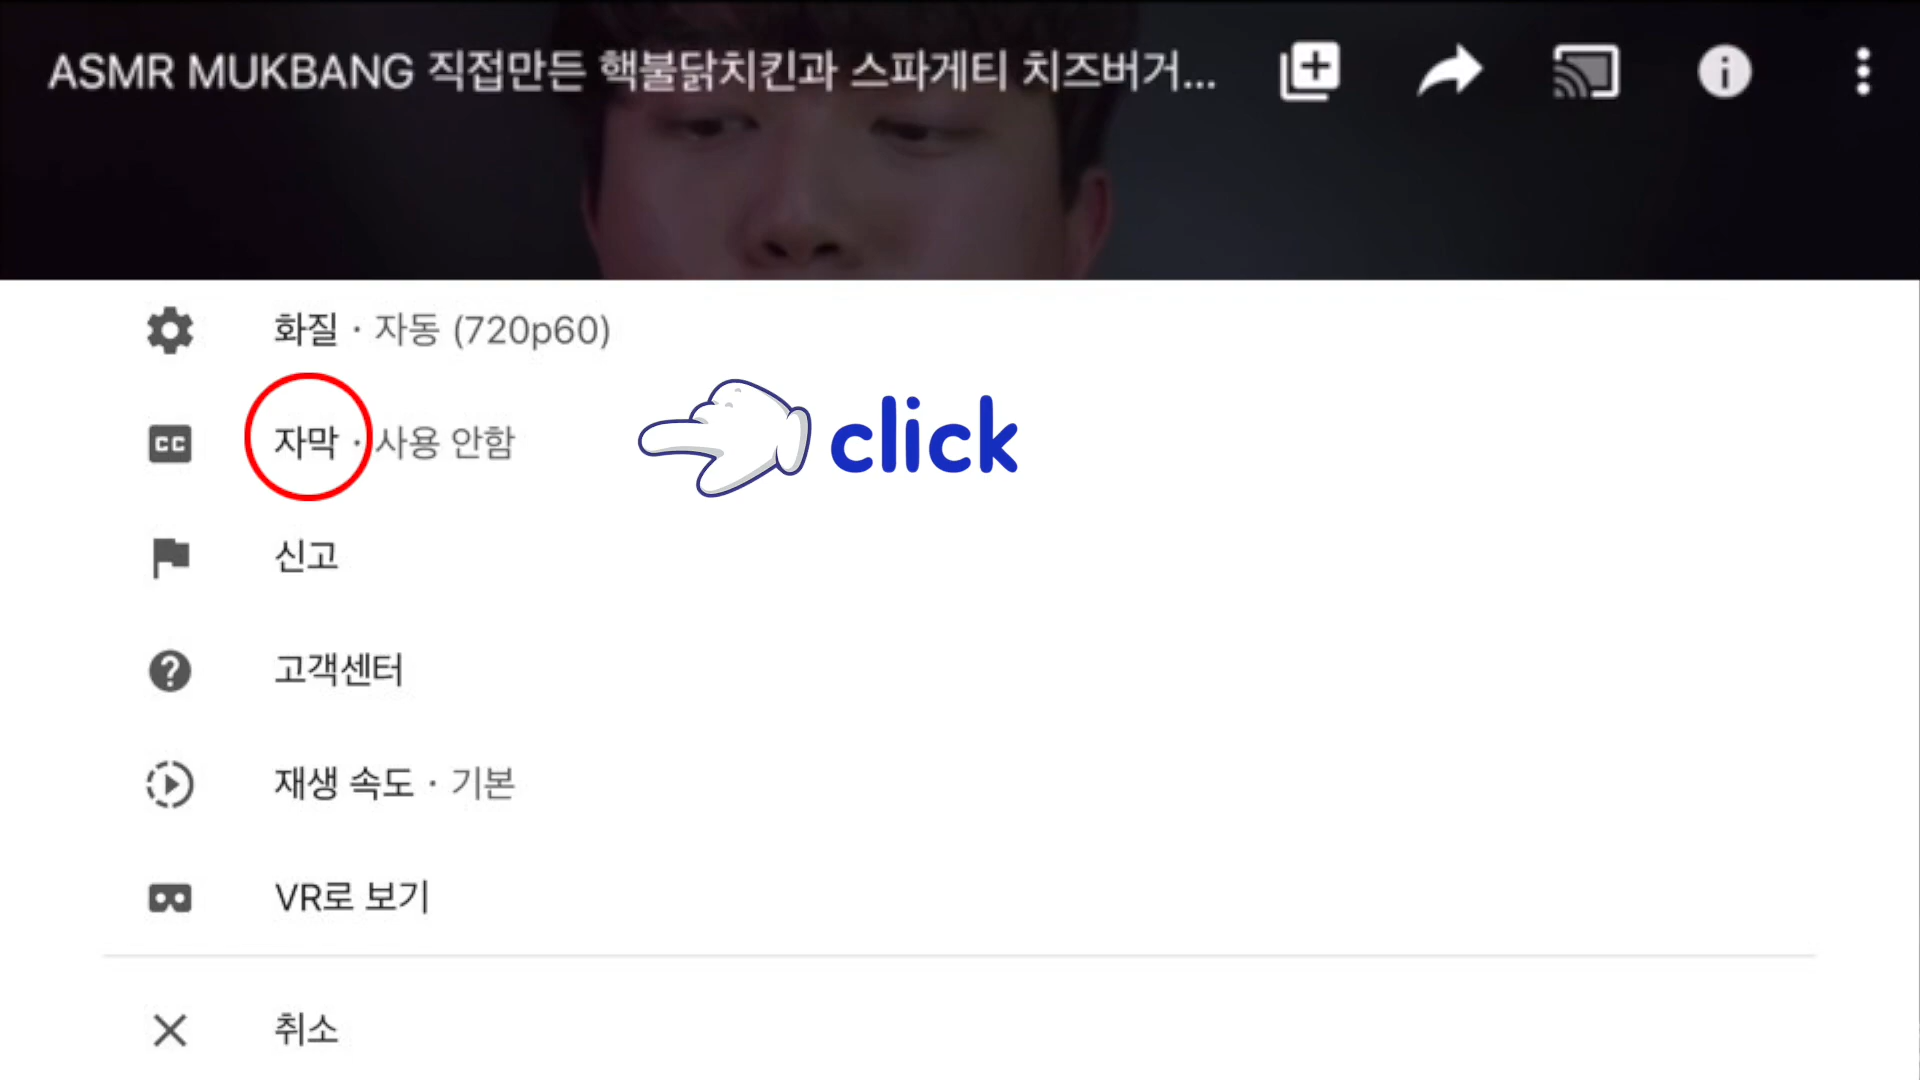 ASMR MUKBANG 직접만든 핵불닭치킨과 스파게티 치즈버거...
화질 · 자동 (720p60)
CC 자막 · 사용 안함
click
신고
고객센터
재생 속도 · 기본
VR로 보기
취소